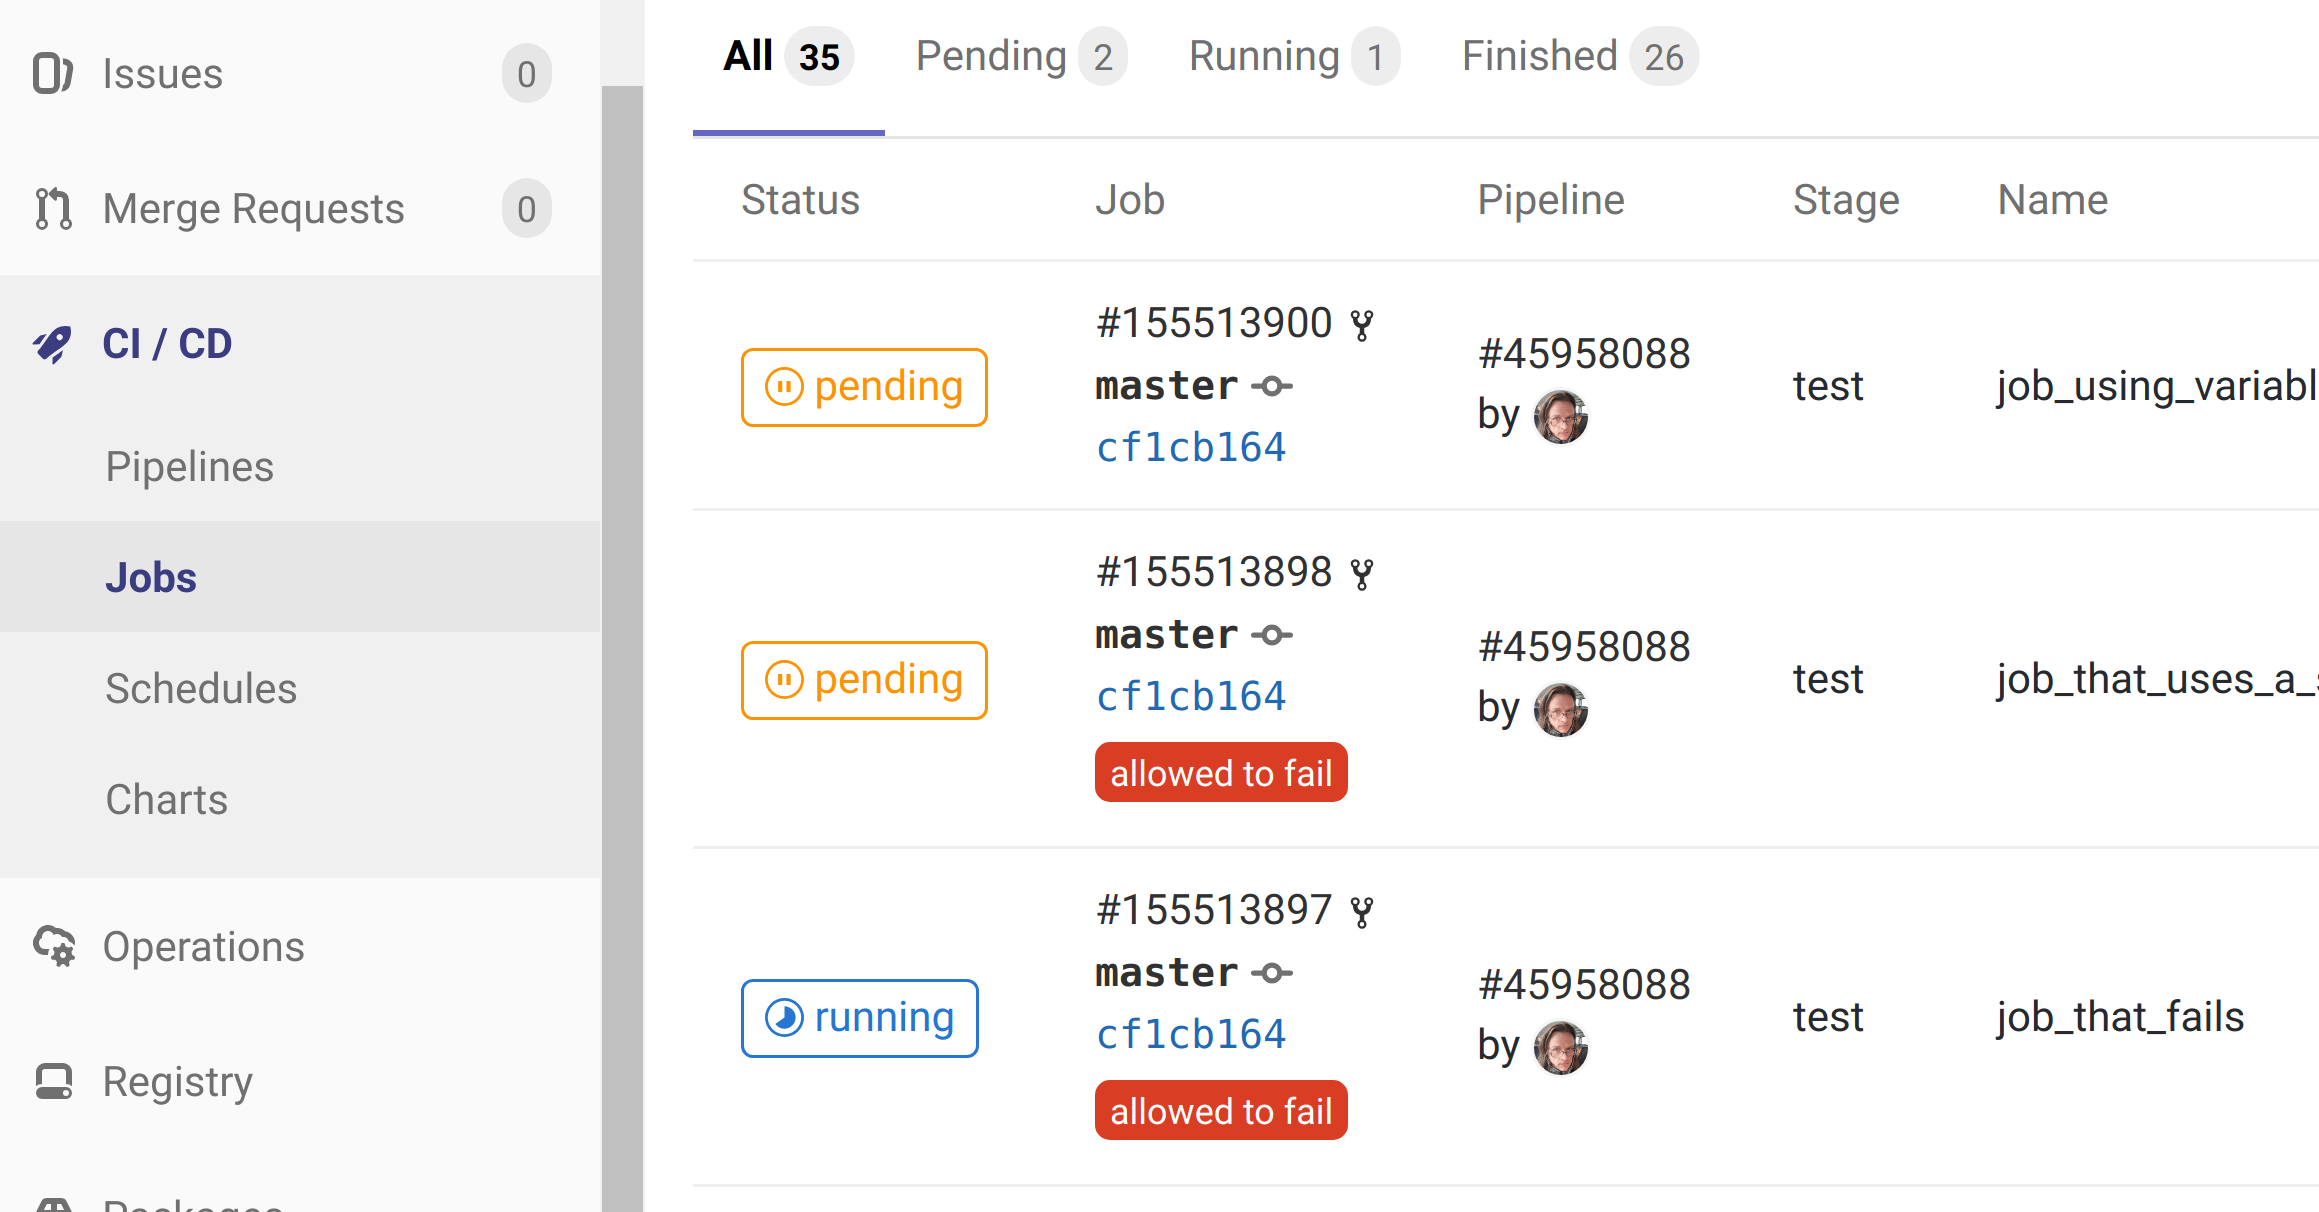 Issues 0
Merge Requests 0
CI / CD
Pipelines
Jobs
Schedules
Charts
Operations
Registry
Packages
All 35 Pending 2 Running 1 Finished 26
Status Job Pipeline Stage Name
#155513900
master
cf1cb164
pending
#45958088
by
test
job_using_variabl
#155513898
master
cf1cb164
allowed to fail
pending
#45958088
by
test
job_that_uses_a_
#155513897
master
cf1cb164
allowed to fail
running
#45958088
by
test
job_that_fails